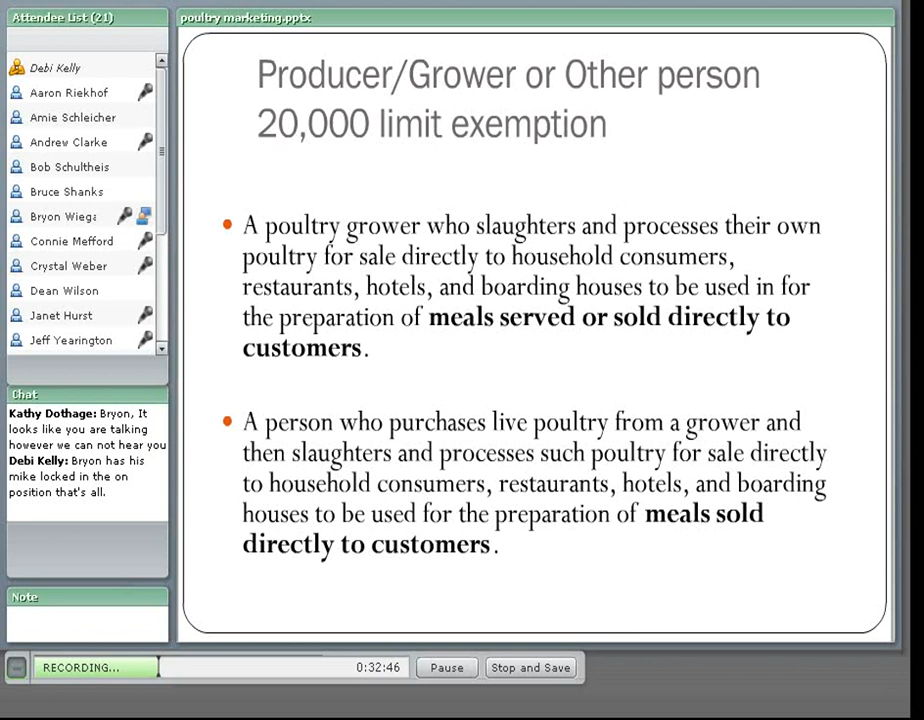 Attendee List (21)
Debi Kelly
Aaron Riekhof
Amie Schleicher
Andrew Clarke
Bob Schultheis
Bruce Shanks
Bryon Wiega
Connie Mefford
Crystal Weber
Dean Wilson
Janet Hurst
Jeff Yearington
Chat
Kathy Dothage: Bryon, It
looks like you are talking
however we can not hear you
Debi Kelly: Bryon has his
mike locked in the on
position that's all.
Note
poultry marketing.pptx
Producer/Grower or Other person
20,000 limit exemption
• A poultry grower who slaughters and processes their own
poultry for sale directly to household consumers,
restaurants, hotels, and boarding houses to be used in for
the preparation of meals served or sold directly to
customers.
• A person who purchases live poultry from a grower and
then slaughters and processes such poultry for sale directly
to household consumers, restaurants, hotels, and boarding
houses to be used for the preparation of meals sold
directly to customers.
RECORDING... 0:32:46 Pause Stop and Save